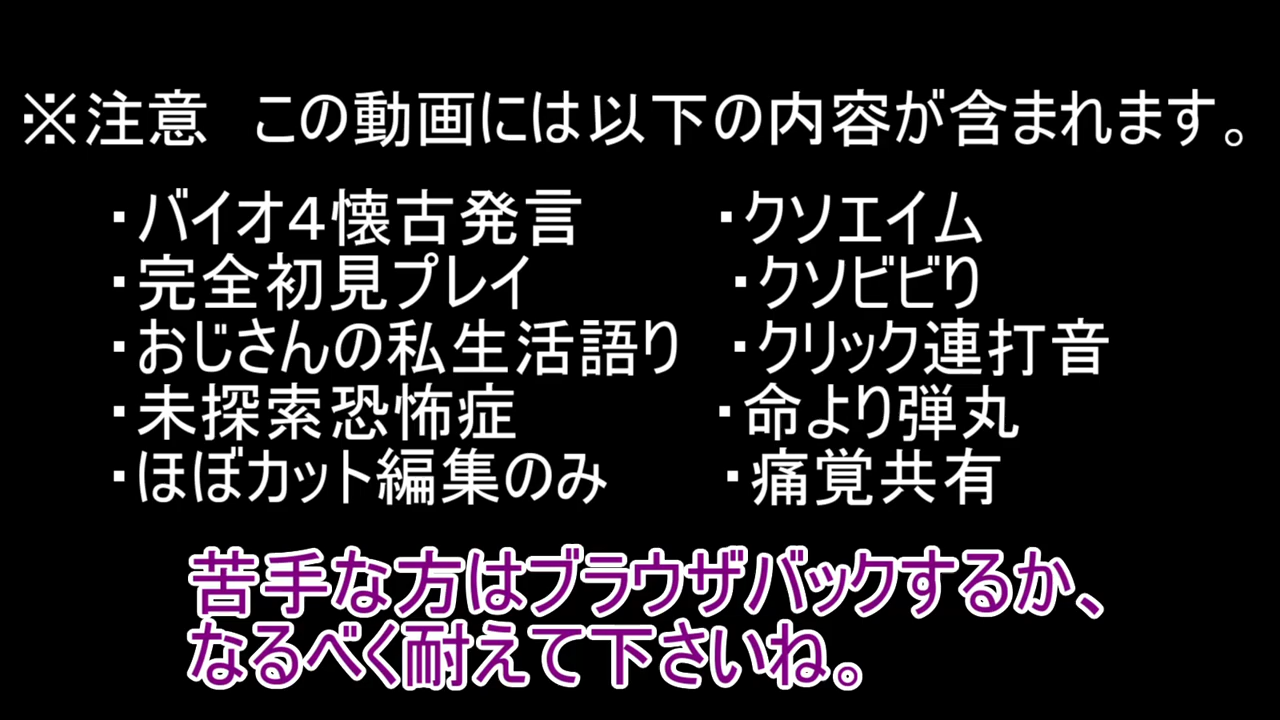 ※注意　この動画には以下の内容が含まれます。
・バイオ4懐古発言
・完全初見プレイ
・おじさんの私生活語り
・未探索恐怖症
・ほぼカット編集のみ
・クソエイム
・クソビビり
・クリック連打音
・命より弾丸
・痛覚共有
苦手な方はブラウザバックするか、
なるべく耐えて下さいね。